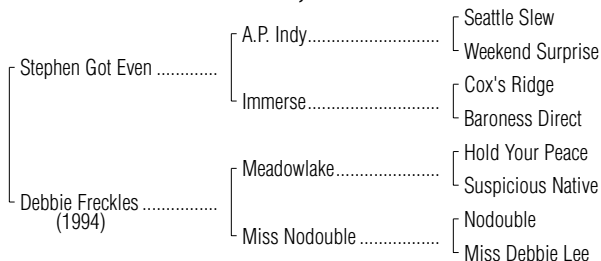 Seattle Slew
A.P. Indy..............................
Weekend Surprise
Stephen Got Even .............
Cox's Ridge
Immerse..............................
Baroness Direct
Hold Your Peace
Meadowlake.......................
Suspicious Native
Debbie Freckles ................
(1994)
Nodouble
Miss Nodouble .................
Miss Debbie Lee